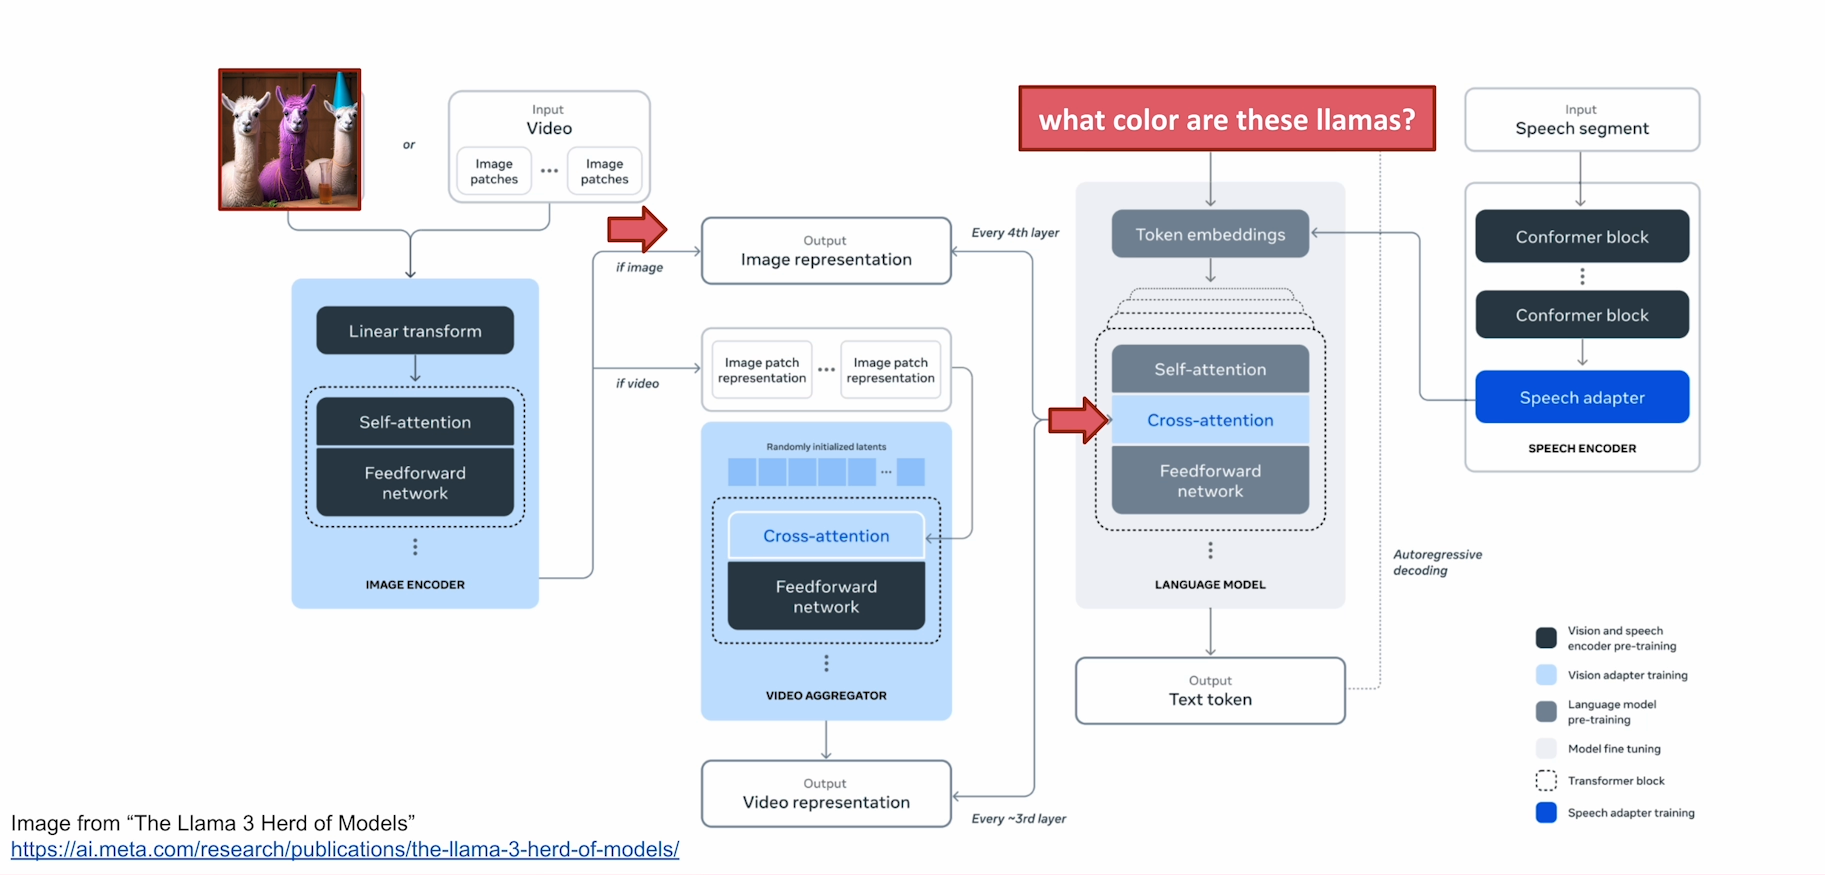 Input
Video
Image
patches
...
Image
patches
or
what color are these llamas?
Input
Speech segment
Output
Image representation
if image
Every 4th layer
Token embeddings
Conformer block
Conformer block
Speech adapter
SPEECH ENCODER
Linear transform
Self-attention
Feedforward
network
IMAGE ENCODER
if video
Image patch
representation
...
Image patch
representation
Randomly initialized latents
...
Cross-attention
Feedforward
network
VIDEO AGGREGATOR
Output
Video representation
Every ~3rd layer
Self-attention
Cross-attention
Feedforward
network
LANGUAGE MODEL
Autoregressive
decoding
Output
Text token
Vision and speech
encoder pre-training
Vision adapter training
Language model
pre-training
Model fine tuning
Transformer block
Speech adapter training
Image from “The Llama 3 Herd of Models”
https://ai.meta.com/research/publications/the-llama-3-herd-of-models/